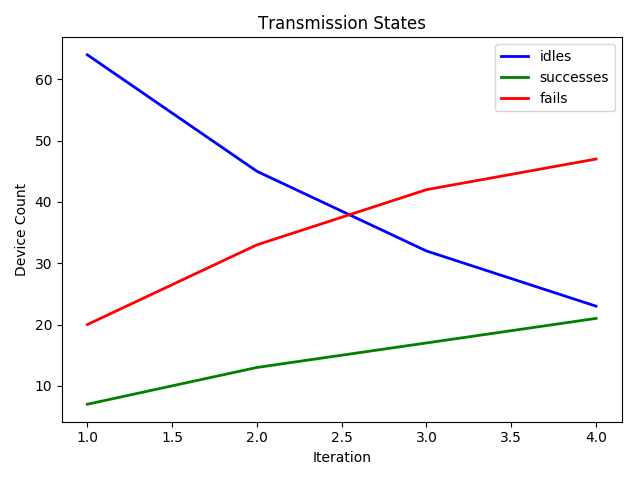 Transmission States
idles
successes
fails
Device Count
60
50
40
30
20
10
1.0 1.5 2.0 2.5 3.0 3.5 4.0
Iteration